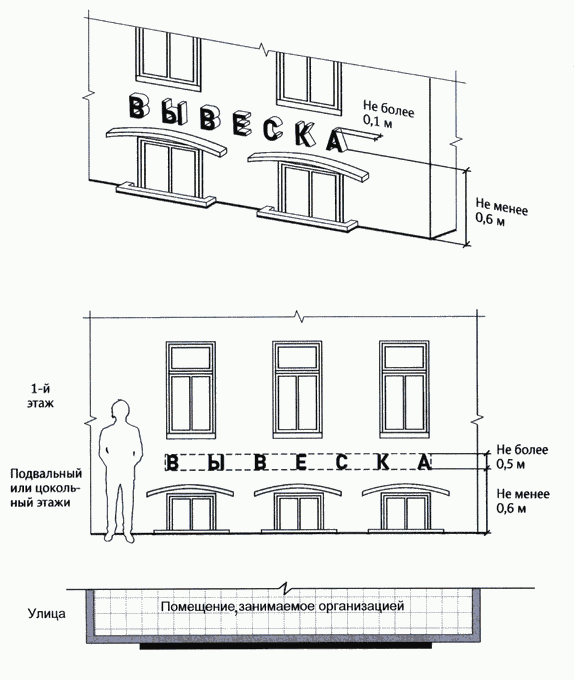 ВЫВЕСКА
Не более
0,1 м
Не менее
0,6 м
1-й
этаж
ВЫВЕСКА
Не более
0,5 м
Подвальный
или цоколь-
ный этажи
Не менее
0,6 м
Улица
Помещение,занимаемое организацией